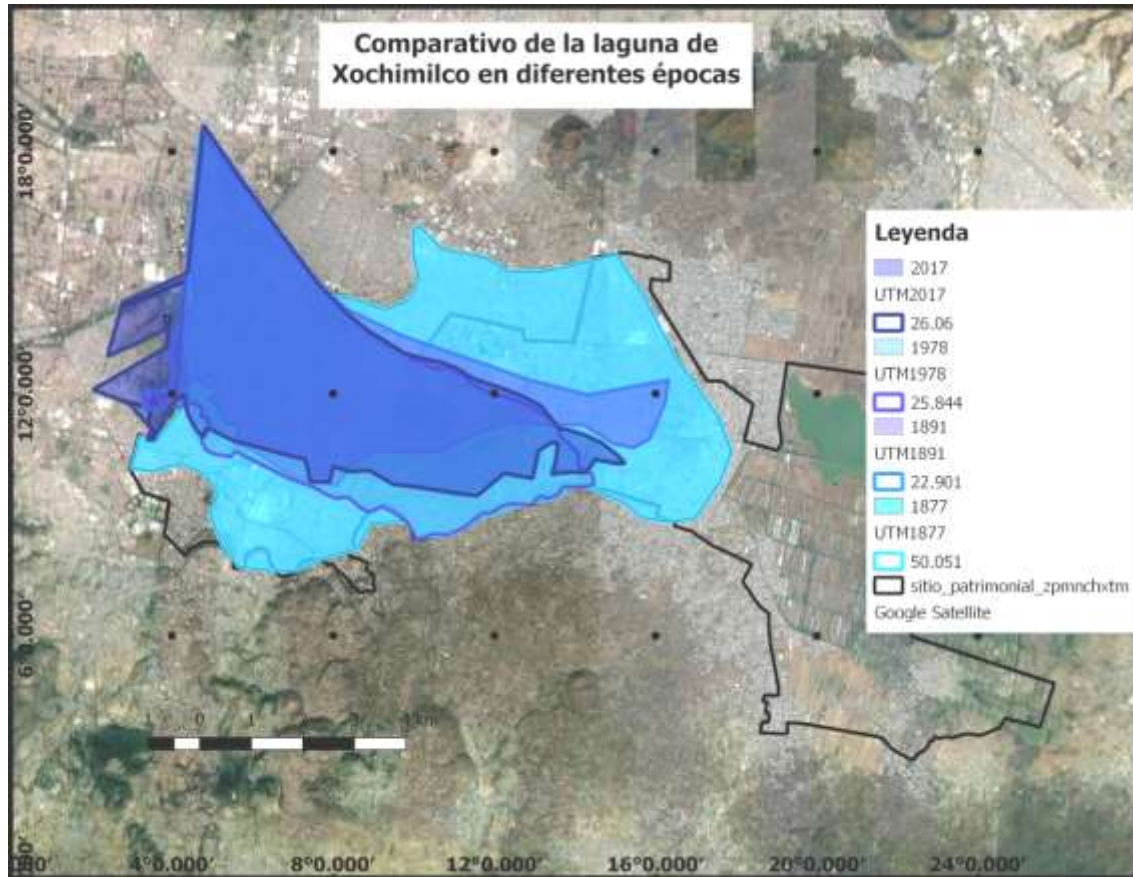 Comparativo de la laguna de
Xochimilco en diferentes épocas
18°0.000'
12°0.000'
Leyenda
2017
UTM2017
26.06
1978
UTM1978
25.844
1891
UTM1891
22.901
1877
UTM1877
50.051
sitio_patrimonial_zpmnchxtm
Google Satellite
1 0 1 km
4°0.000' 8°0.000' 12°0.000' 16°0.000' 20°0.000' 24°0.000'